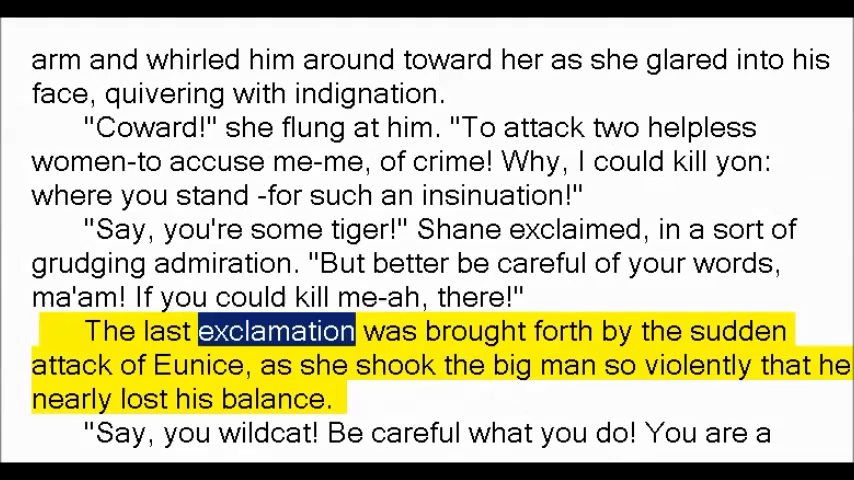 arm and whirled him around toward her as she glared into his
face, quivering with indignation.
"Coward!" she flung at him. "To attack two helpless
women-to accuse me-me, of crime! Why, I could kill yon:
where you stand -for such an insinuation!"
"Say, you're some tiger!" Shane exclaimed, in a sort of
grudging admiration. "But better be careful of your words,
ma'am! If you could kill me-ah, there!"
The last exclamation was brought forth by the sudden
attack of Eunice, as she shook the big man so violently that he
nearly lost his balance.
"Say, you wildcat! Be careful what you do! You are a